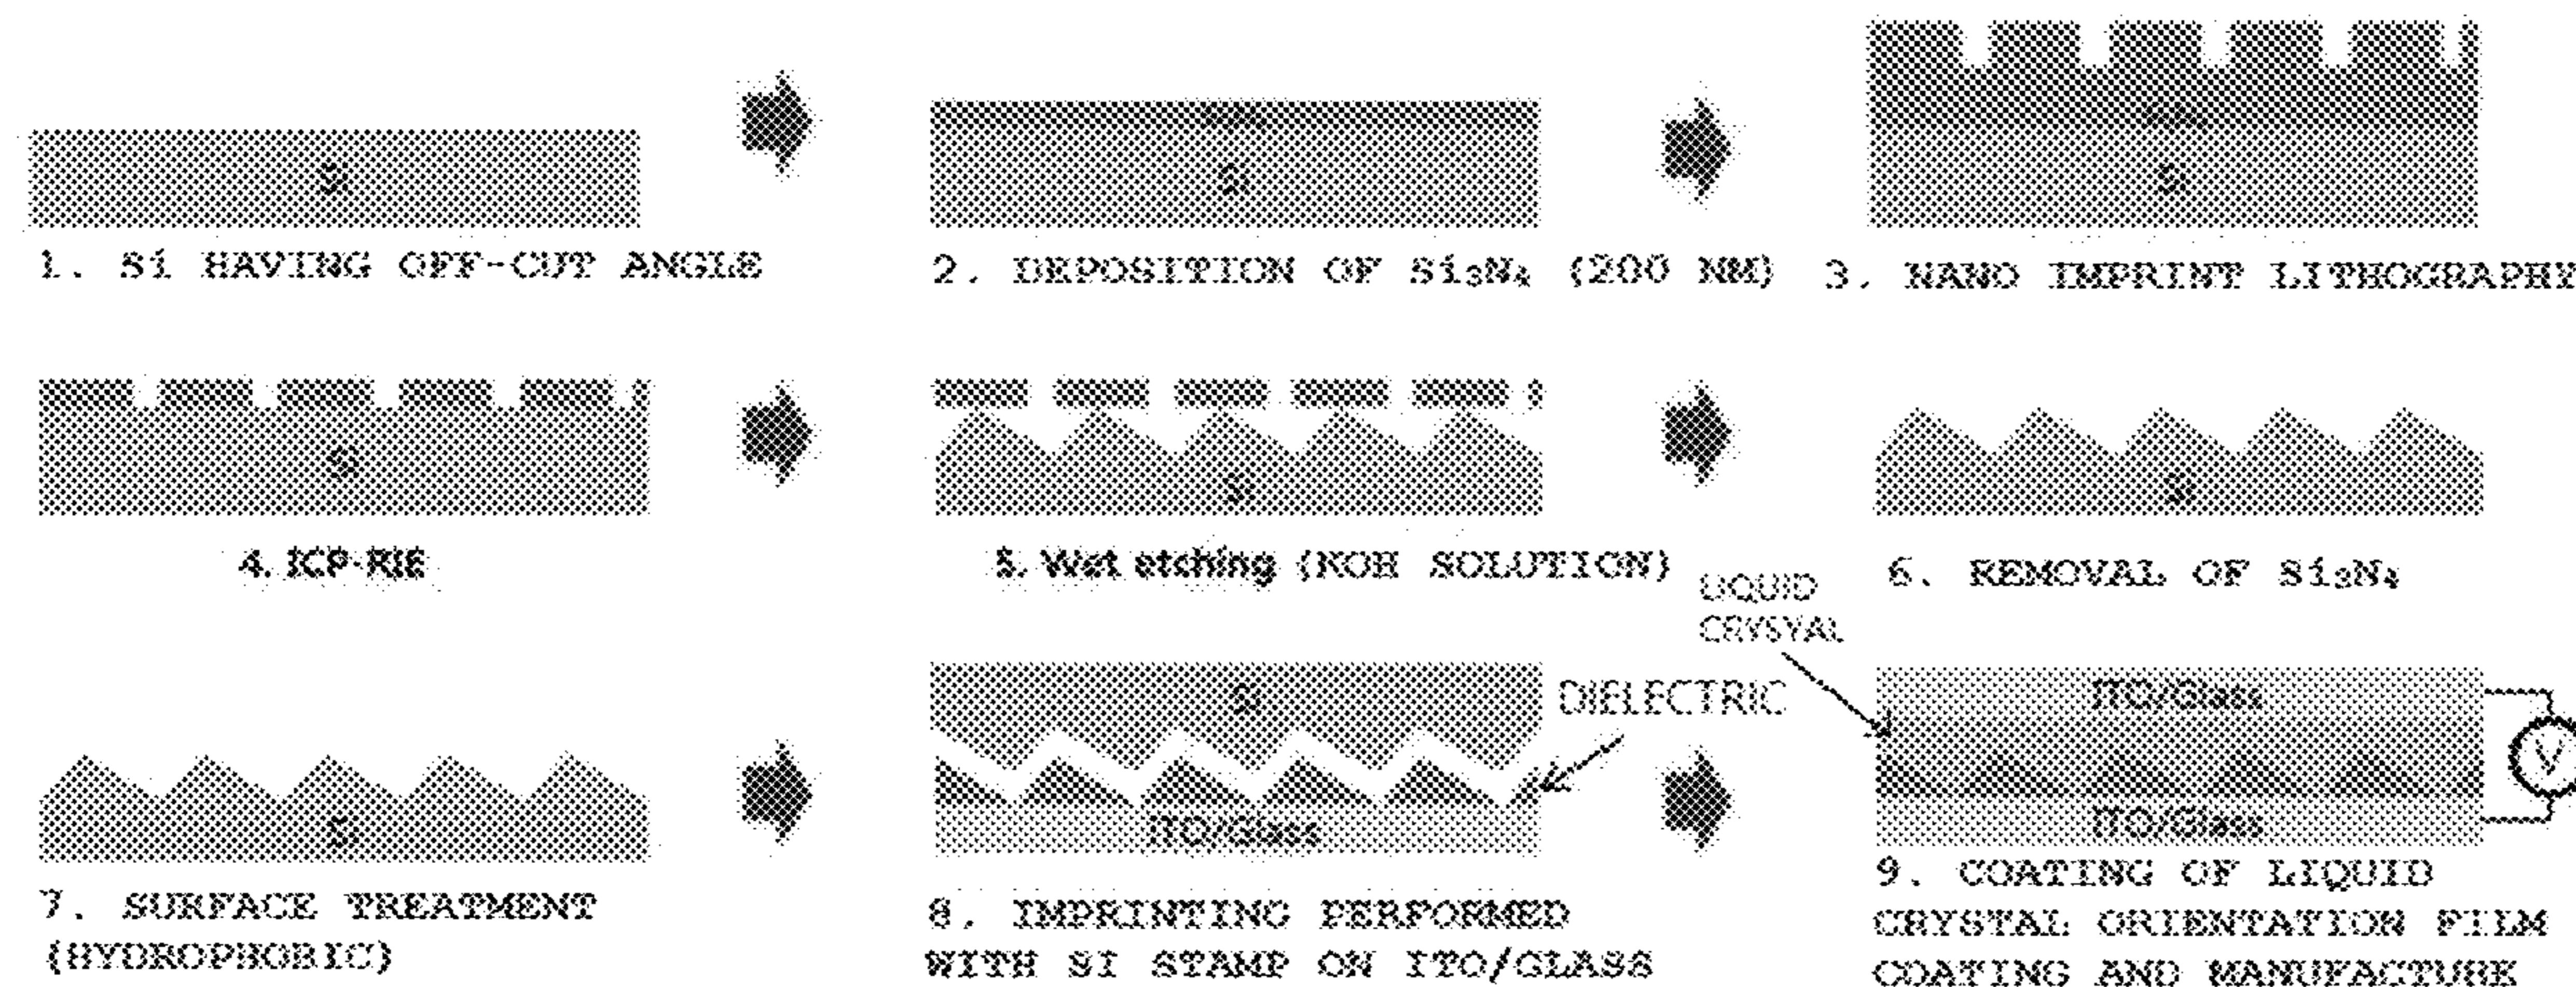 Si
Si
Si
1. Si HAVING OFF-CUT ANGLE
2. DEPOSITION OF Si₃N₄ (200 NM)
3. NANO IMPRINT LITHOGRAPHY
Si
Si
Si
4. ICP-RIE
5. Wet etching (KOH SOLUTION)
6. REMOVAL OF Si₃N₄
LIQUID
CRYSYAL
Si
DIELECTRIC
ITO/Glass
V
Si
ITO/Glass
ITO/Glass
7. SURFACE TREATMENT
(HYDROPHOBIC)
8. IMPRINTING PERFORMED
WITH SI STAMP ON ITO/GLASS
9. COATING OF LIQUID
CRYSTAL ORIENTATION FILM
COATING AND MANUFACTURE